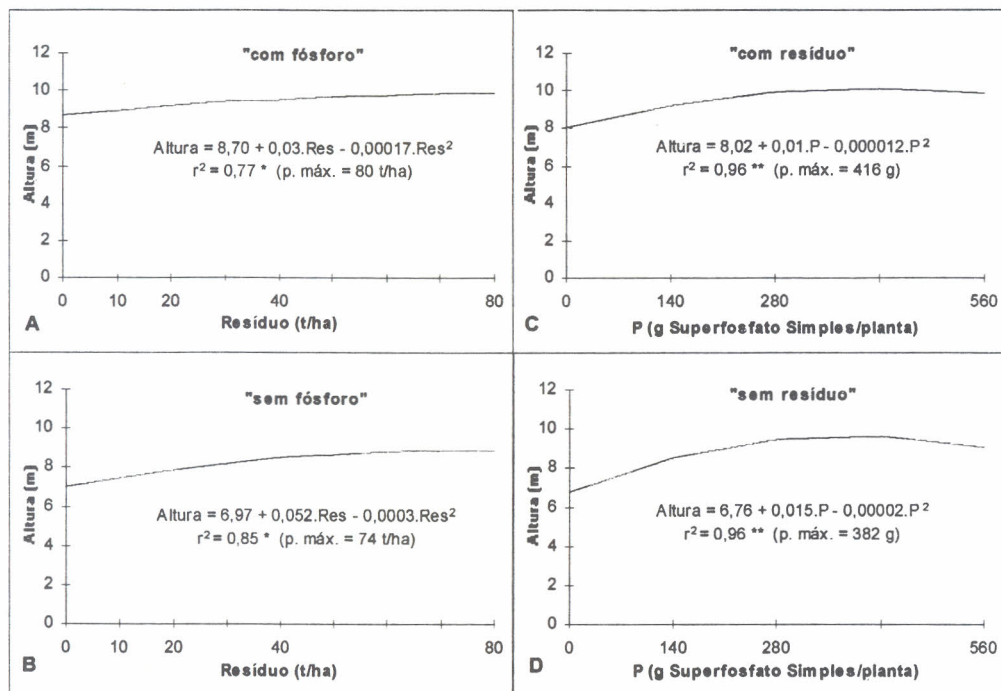 "com fósforo"
Altura (m)
12
10
8
6
4
2
0
Altura = 8,70 + 0,03.Res - 0,00017.Res²
r² = 0,77 * (p. máx. = 80 t/ha)
0 10 20 40 80
Resíduo (t/ha)
A
"com resíduo"
Altura (m)
12
10
8
6
4
2
0
Altura = 8,02 + 0,01.P - 0,000012.P²
r² = 0,96 ** (p. máx. = 416 g)
0 140 280 560
P (g Superfosfato Simples/planta)
C
"sem fósforo"
Altura (m)
12
10
8
6
4
2
0
Altura = 6,97 + 0,052.Res - 0,0003.Res²
r² = 0,85 * (p. máx. = 74 t/ha)
0 10 20 40 80
Resíduo (t/ha)
B
"sem resíduo"
Altura (m)
12
10
8
6
4
2
0
Altura = 6,76 + 0,015.P - 0,00002.P²
r² = 0,96 ** (p. máx. = 382 g)
0 140 280 560
P (g Superfosfato Simples/planta)
D